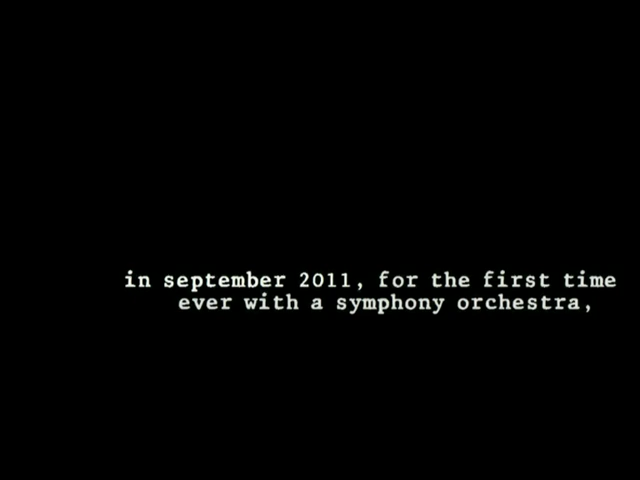 in september 2011, for the first time
ever with a symphony orchestra,